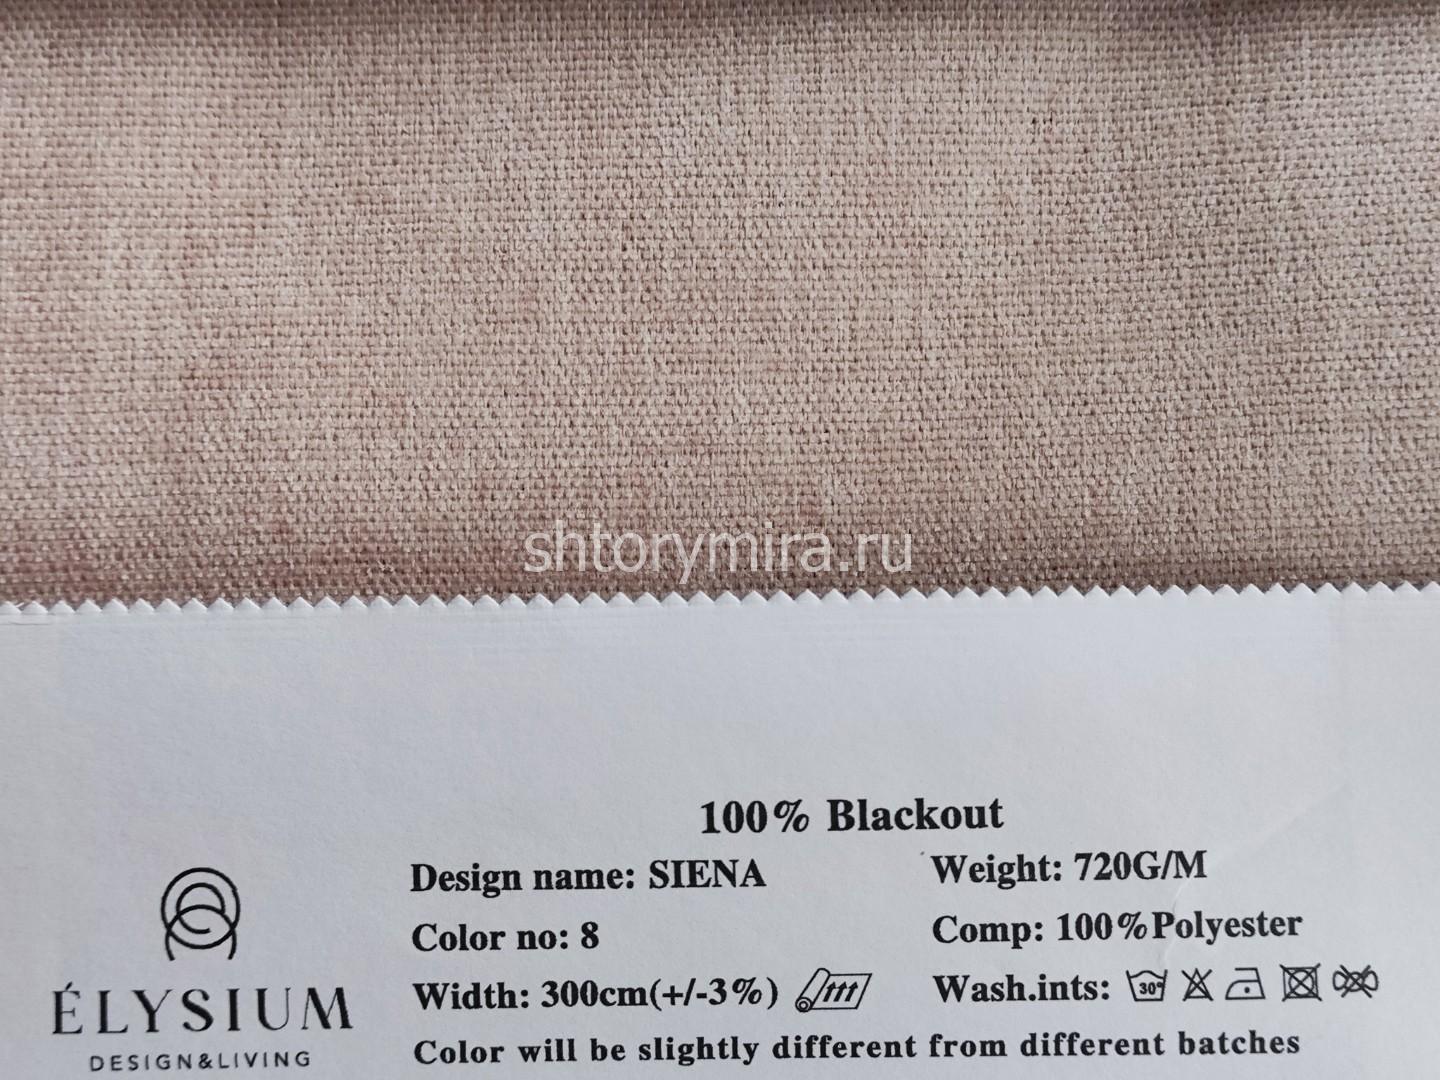 shtorymira.ru
100% Blackout
Design name: SIENA
Weight: 720G/M
Color no: 8
Comp: 100%Polyester
Width: 300cm(+/-3%)
Wash.ints: 30°
Color will be slightly different from different batches
ÉLYSIUM
DESIGN&LIVING